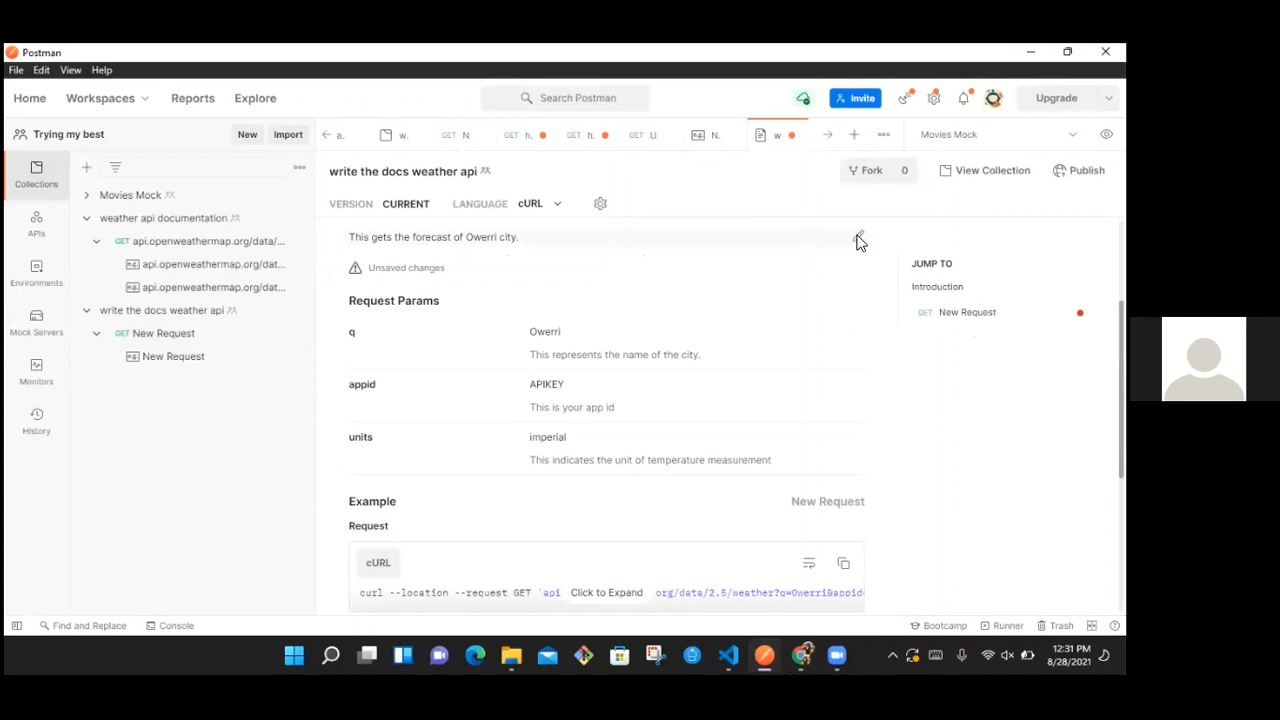 Postman
File Edit View Help
Home Workspaces Reports Explore Search Postman Invite Upgrade
Trying my best New Import a. w. GET N. GET h. GET h. GET U. N. w Movies Mock
Collections
APIs
Environments
Mock Servers
Monitors
History
Movies Mock
weather api documentation
GET api.openweathermap.org/data/...
api.openweathermap.org/dat...
api.openweathermap.org/dat...
write the docs weather api
GET New Request
New Request
write the docs weather api Fork 0 View Collection Publish
VERSION CURRENT LANGUAGE cURL
This gets the forecast of Owerri city.
Unsaved changes
Request Params
q Owerri
This represents the name of the city.
appid APIKEY
This is your app id
units imperial
This indicates the unit of temperature measurement
Example New Request
Request
cURL
curl --location --request GET 'api Click to Expand org/data/2.5/weather?q=Owerri&appid
JUMP TO
Introduction
GET New Request
Find and Replace Console Bootcamp Runner Trash
12:31 PM
8/28/2021